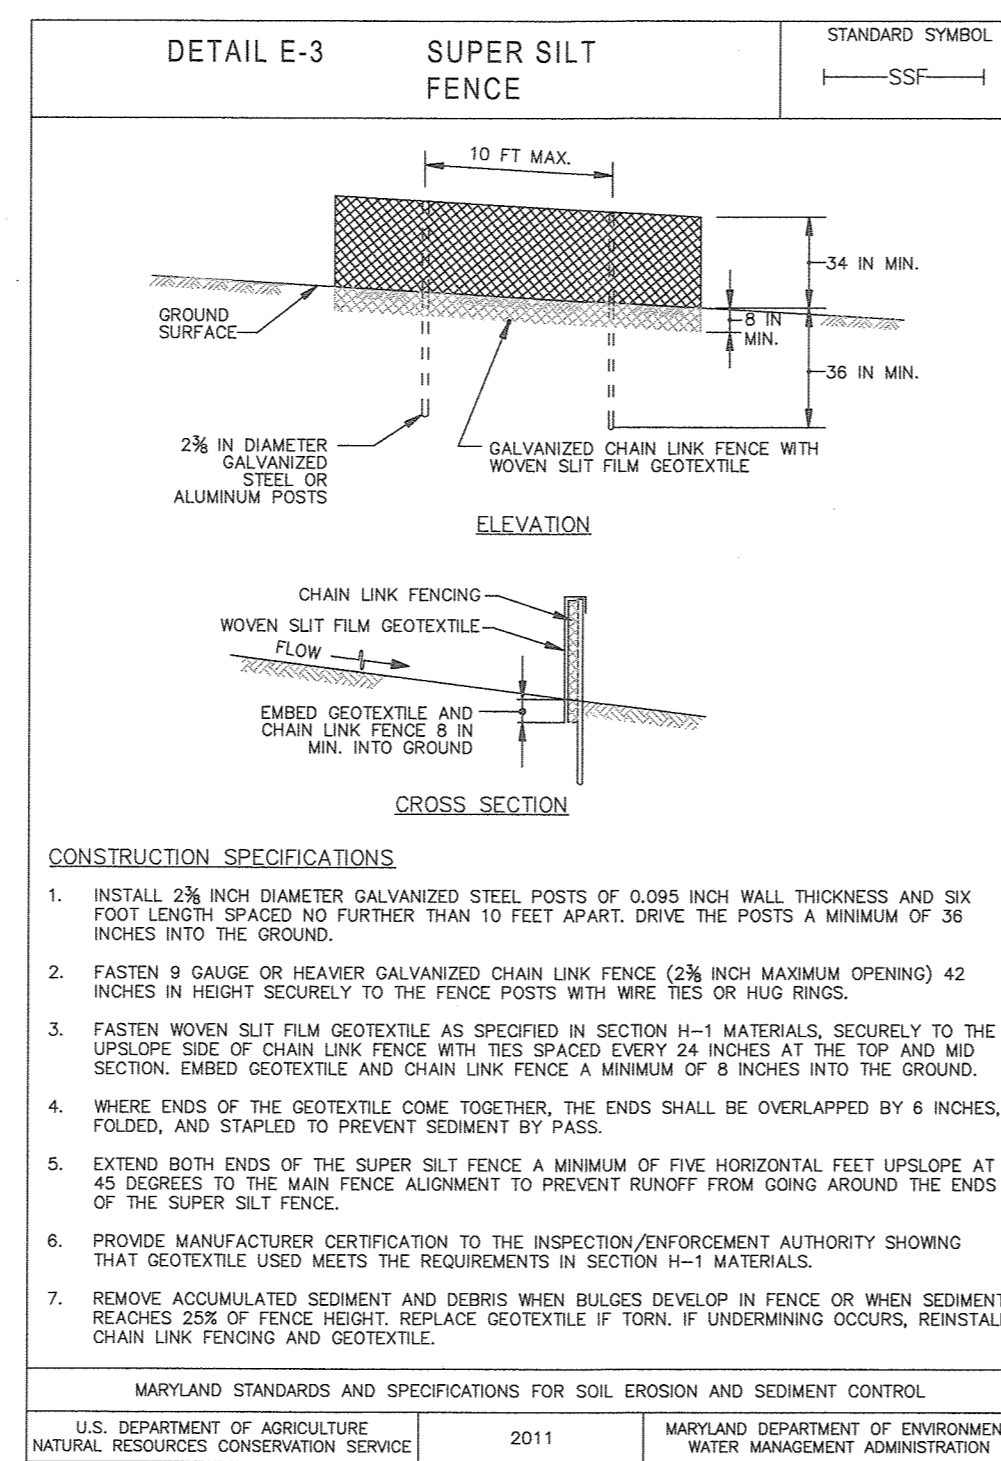 DETAIL E-3 SUPER SILT
FENCE
STANDARD SYMBOL
SSF
10 FT MAX.
34 IN MIN.
GROUND
SURFACE
8 IN
MIN.
36 IN MIN.
2⅜ IN DIAMETER
GALVANIZED
STEEL OR
ALUMINUM POSTS
GALVANIZED CHAIN LINK FENCE WITH
WOVEN SLIT FILM GEOTEXTILE
ELEVATION
CHAIN LINK FENCING
WOVEN SLIT FILM GEOTEXTILE
FLOW
EMBED GEOTEXTILE AND
CHAIN LINK FENCE 8 IN
MIN. INTO GROUND
CROSS SECTION
CONSTRUCTION SPECIFICATIONS
1. INSTALL 2⅜ INCH DIAMETER GALVANIZED STEEL POSTS OF 0.095 INCH WALL THICKNESS AND SIX
FOOT LENGTH SPACED NO FURTHER THAN 10 FEET APART. DRIVE THE POSTS A MINIMUM OF 36
INCHES INTO THE GROUND.
2. FASTEN 9 GAUGE OR HEAVIER GALVANIZED CHAIN LINK FENCE (2⅜ INCH MAXIMUM OPENING) 42
INCHES IN HEIGHT SECURELY TO THE FENCE POSTS WITH WIRE TIES OR HUG RINGS.
3. FASTEN WOVEN SLIT FILM GEOTEXTILE AS SPECIFIED IN SECTION H-1 MATERIALS, SECURELY TO THE
UPSLOPE SIDE OF CHAIN LINK FENCE WITH TIES SPACED EVERY 24 INCHES AT THE TOP AND MID
SECTION. EMBED GEOTEXTILE AND CHAIN LINK FENCE A MINIMUM OF 8 INCHES INTO THE GROUND.
4. WHERE ENDS OF THE GEOTEXTILE COME TOGETHER, THE ENDS SHALL BE OVERLAPPED BY 6 INCHES,
FOLDED, AND STAPLED TO PREVENT SEDIMENT BY PASS.
5. EXTEND BOTH ENDS OF THE SUPER SILT FENCE A MINIMUM OF FIVE HORIZONTAL FEET UPSLOPE AT
45 DEGREES TO THE MAIN FENCE ALIGNMENT TO PREVENT RUNOFF FROM GOING AROUND THE ENDS
OF THE SUPER SILT FENCE.
6. PROVIDE MANUFACTURER CERTIFICATION TO THE INSPECTION/ENFORCEMENT AUTHORITY SHOWING
THAT GEOTEXTILE USED MEETS THE REQUIREMENTS IN SECTION H-1 MATERIALS.
7. REMOVE ACCUMULATED SEDIMENT AND DEBRIS WHEN BULGES DEVELOP IN FENCE OR WHEN SEDIMENT
REACHES 25% OF FENCE HEIGHT. REPLACE GEOTEXTILE IF TORN. IF UNDERMINING OCCURS, REINSTALL
CHAIN LINK FENCING AND GEOTEXTILE.
MARYLAND STANDARDS AND SPECIFICATIONS FOR SOIL EROSION AND SEDIMENT CONTROL
U.S. DEPARTMENT OF AGRICULTURE
NATURAL RESOURCES CONSERVATION SERVICE
2011
MARYLAND DEPARTMENT OF ENVIRONMEN
WATER MANAGEMENT ADMINISTRATION